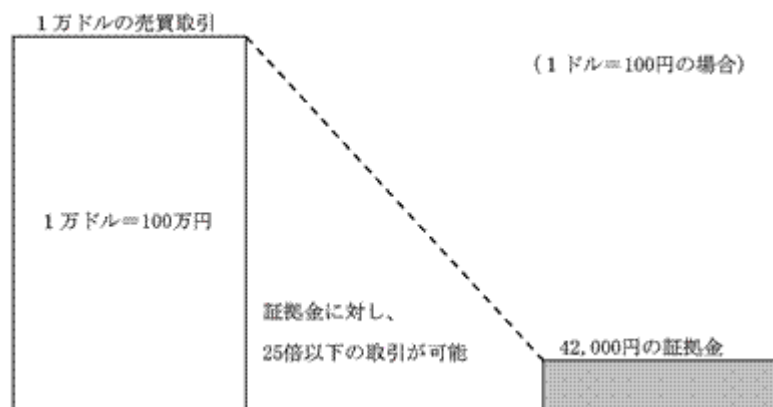 1万ドルの売買取引
(1ドル=100円の場合)
1万ドル=100万円
証拠金に対し、
25倍以下の取引が可能
42,000円の証拠金